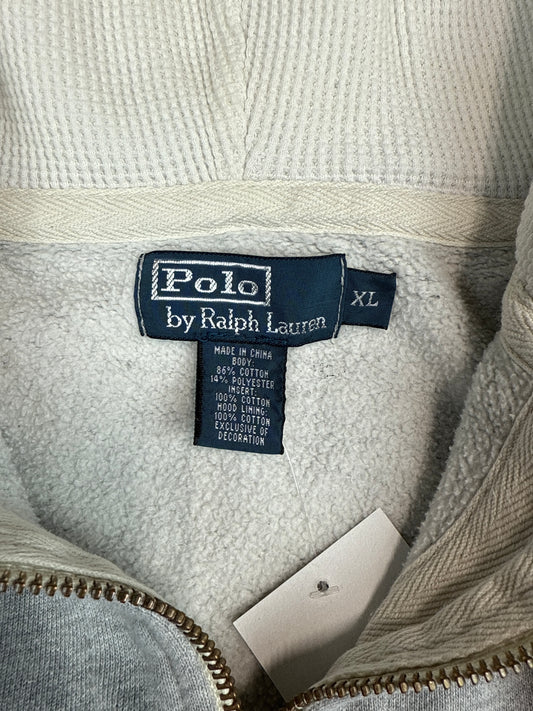 Polo
by Ralph Lauren
XL
MADE IN CHINA
BODY:
86% COTTON
14% POLYESTER
INSERT:
100% COTTON
HOOD LINING:
100% COTTON
EXCLUSIVE OF
DECORATION